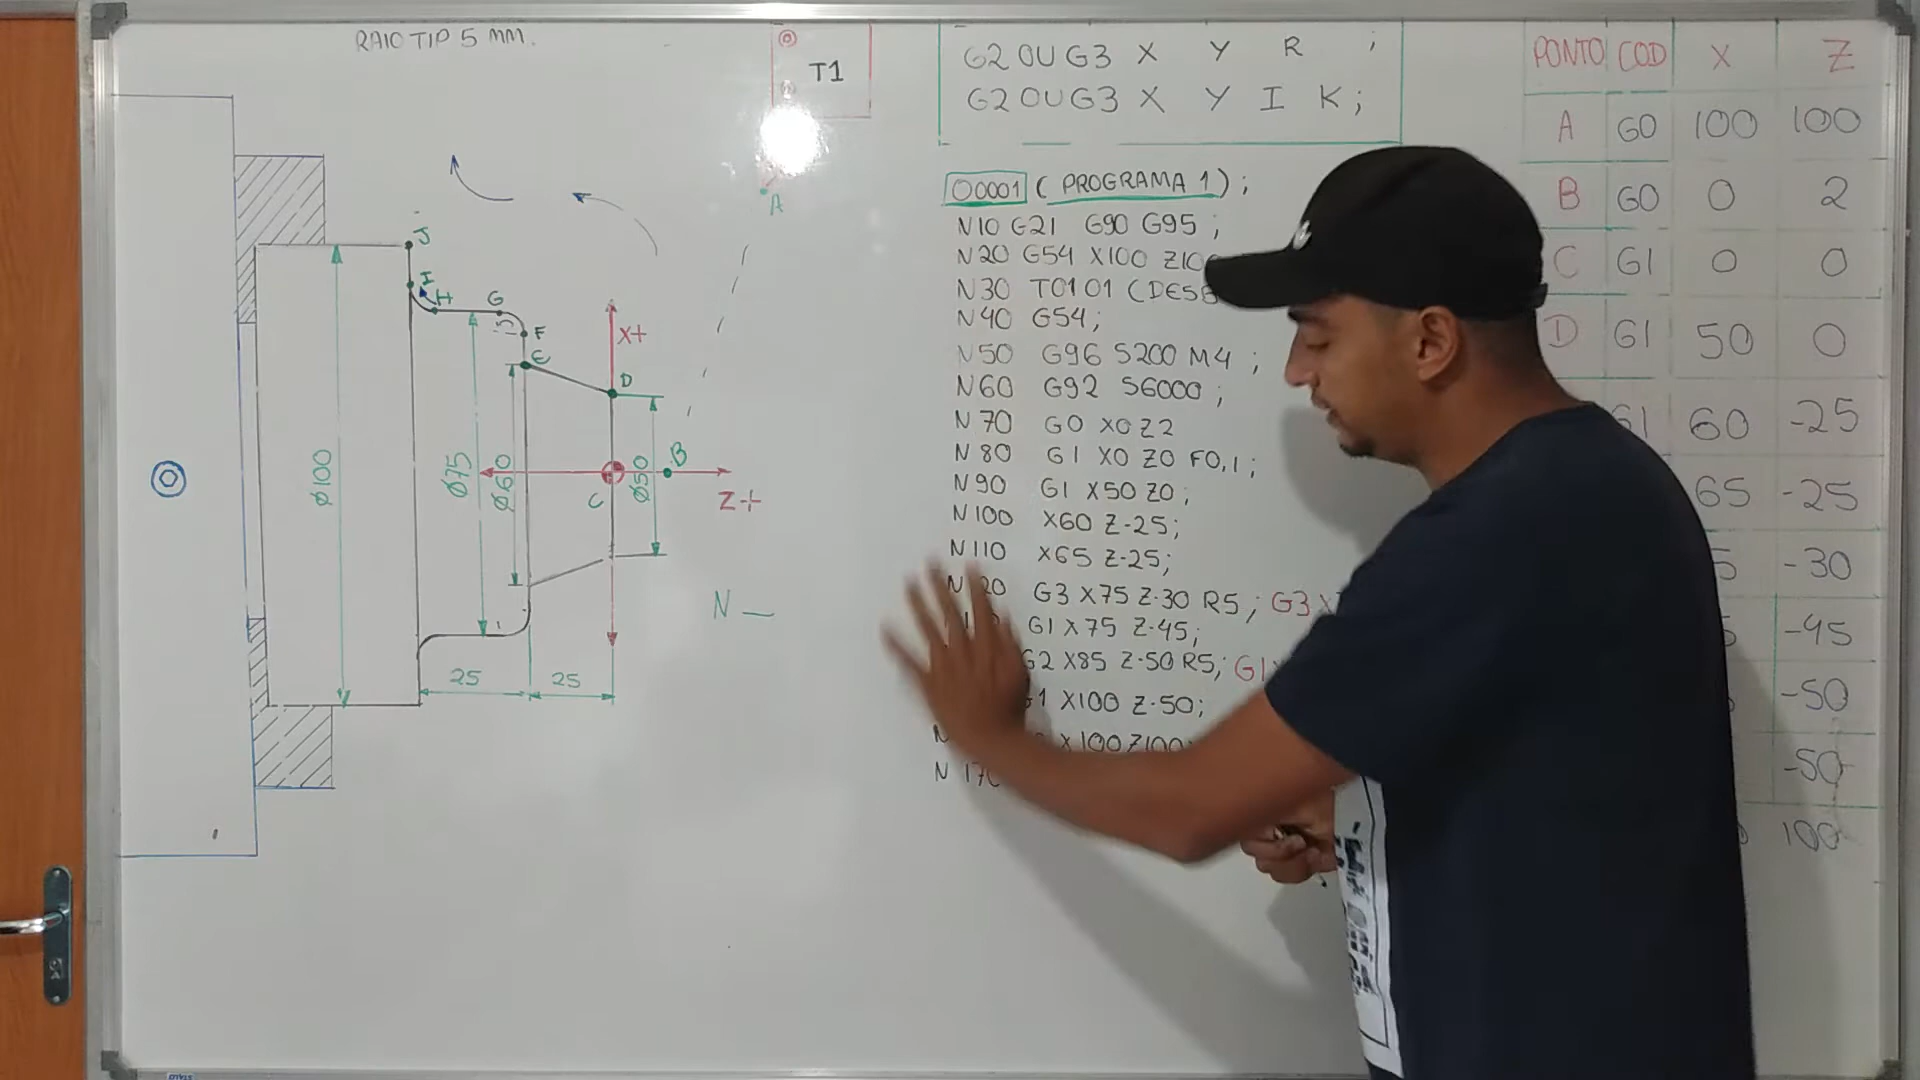 RAIO TIP 5 MM.
T1
A
J
I
H
G
F
E
D
X+
B
C
Z+
Ø100
Ø75
Ø60
Ø50
25
25
N _
G2 OU G3 X Y R ;
G2 OU G3 X Y I K ;
O0001 ( PROGRAMA 1 ) ;
N10 G21 G90 G95 ;
N20 G54 X100
N30 T0101 (
N40 G54;
N50 G96 S200 M4 ;
N60 G92 S6000 ;
N70 G0 X0 Z2
N80 G1 X0 Z0 F0,1 ;
N90 G1 X50 Z0 ;
N100 X60 Z-25;
N110 X65 Z-25;
G3 X75 Z-30 R5 ; G3
G1 X75 Z-45;
G2 X85 Z-50 R5; G1
X100 Z-50;
X100 Z100
N
PONTO COD X Z
A G0 100 100
B G0 0 2
C G1 0 0
D G1 50 0
60 -25
65 -25
-30
-45
-50
-50
100